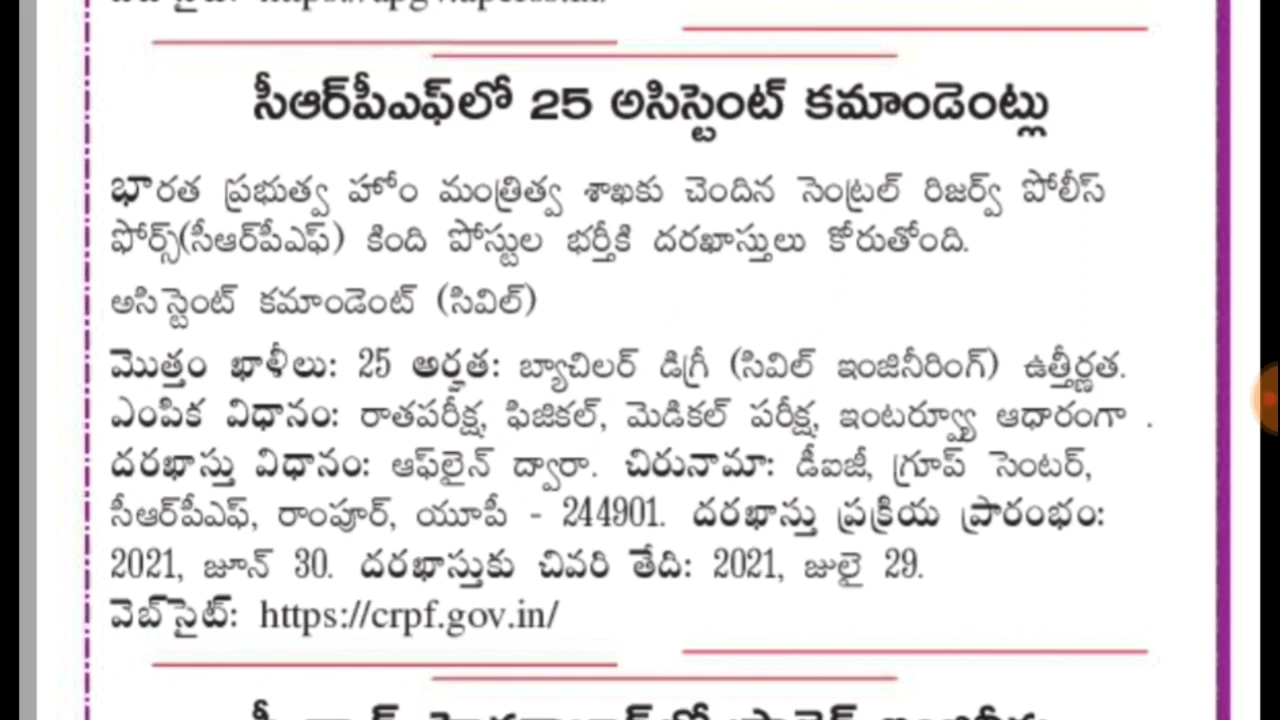 సీఆర్‌పీఎఫ్‌లో 25 అసిస్టెంట్ కమాండెంట్లు
భారత ప్రభుత్వ హోం మంత్రిత్వ శాఖకు చెందిన సెంట్రల్ రిజర్వ్ పోలీస్
ఫోర్స్(సీఆర్‌పీఎఫ్) కింది పోస్టుల భర్తీకి దరఖాస్తులు కోరుతోంది.
అసిస్టెంట్ కమాండెంట్ (సివిల్)
మొత్తం ఖాళీలు: 25 అర్హత: బ్యాచిలర్ డిగ్రీ (సివిల్ ఇంజినీరింగ్) ఉత్తీర్ణత.
ఎంపిక విధానం: రాతపరీక్ష, ఫిజికల్, మెడికల్ పరీక్ష, ఇంటర్వ్యూ ఆధారంగా .
దరఖాస్తు విధానం: ఆఫ్‌లైన్ ద్వారా. చిరునామా: డీఐజీ, గ్రూప్ సెంటర్,
సీఆర్‌పీఎఫ్, రాంపూర్, యూపీ - 244901. దరఖాస్తు ప్రక్రియ ప్రారంభం:
2021, జూన్ 30. దరఖాస్తుకు చివరి తేది: 2021, జులై 29.
వెబ్‌సైట్: https://crpf.gov.in/